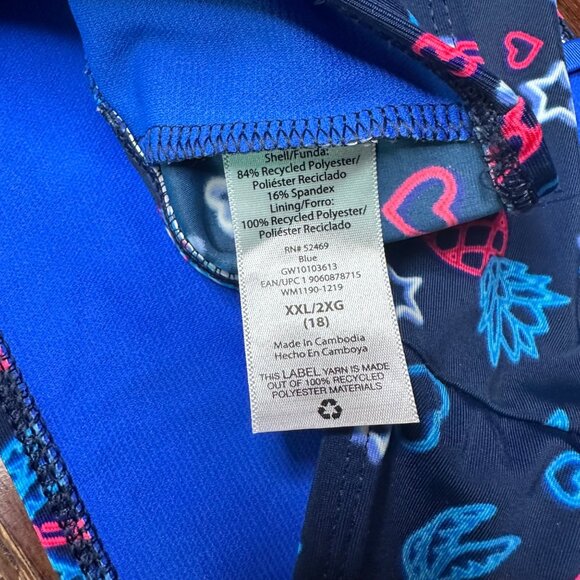 Shell/Funda:
84% Recycled Polyester/
Poliéster Reciclado
16% Spandex
Lining/Forro:
100% Recycled Polyester/
Poliéster Reciclado
RN# 52469
Blue
GW10103613
EAN/UPC 1 9060878715
WM1190-1219
XXL/2XG
(18)
Made In Cambodia
Hecho En Camboya
THIS LABEL YARN IS MADE
OUT OF 100% RECYCLED
POLYESTER MATERIALS